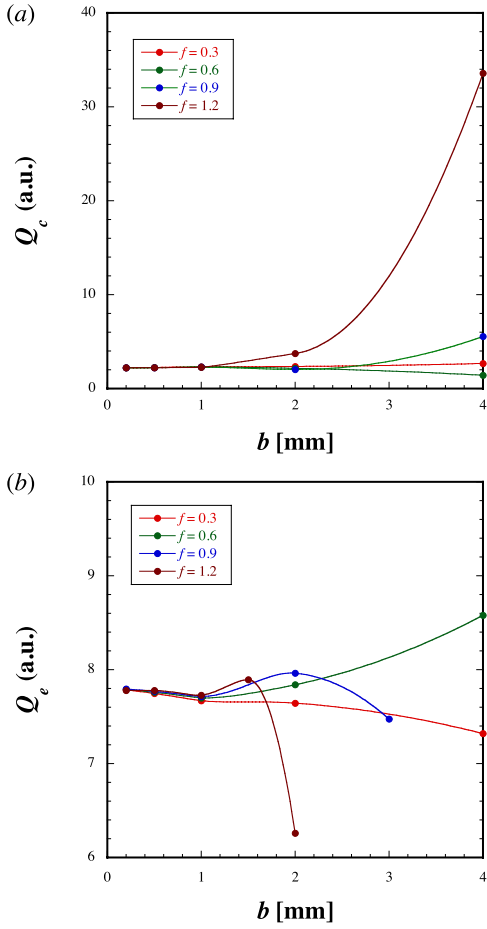 (a)
40
30
20
10
0
Q_c (a.u.)
f = 0.3
f = 0.6
f = 0.9
f = 1.2
0 1 2 3 4
b [mm]
(b)
10
9
8
7
6
Q_e (a.u.)
f = 0.3
f = 0.6
f = 0.9
f = 1.2
0 1 2 3 4
b [mm]